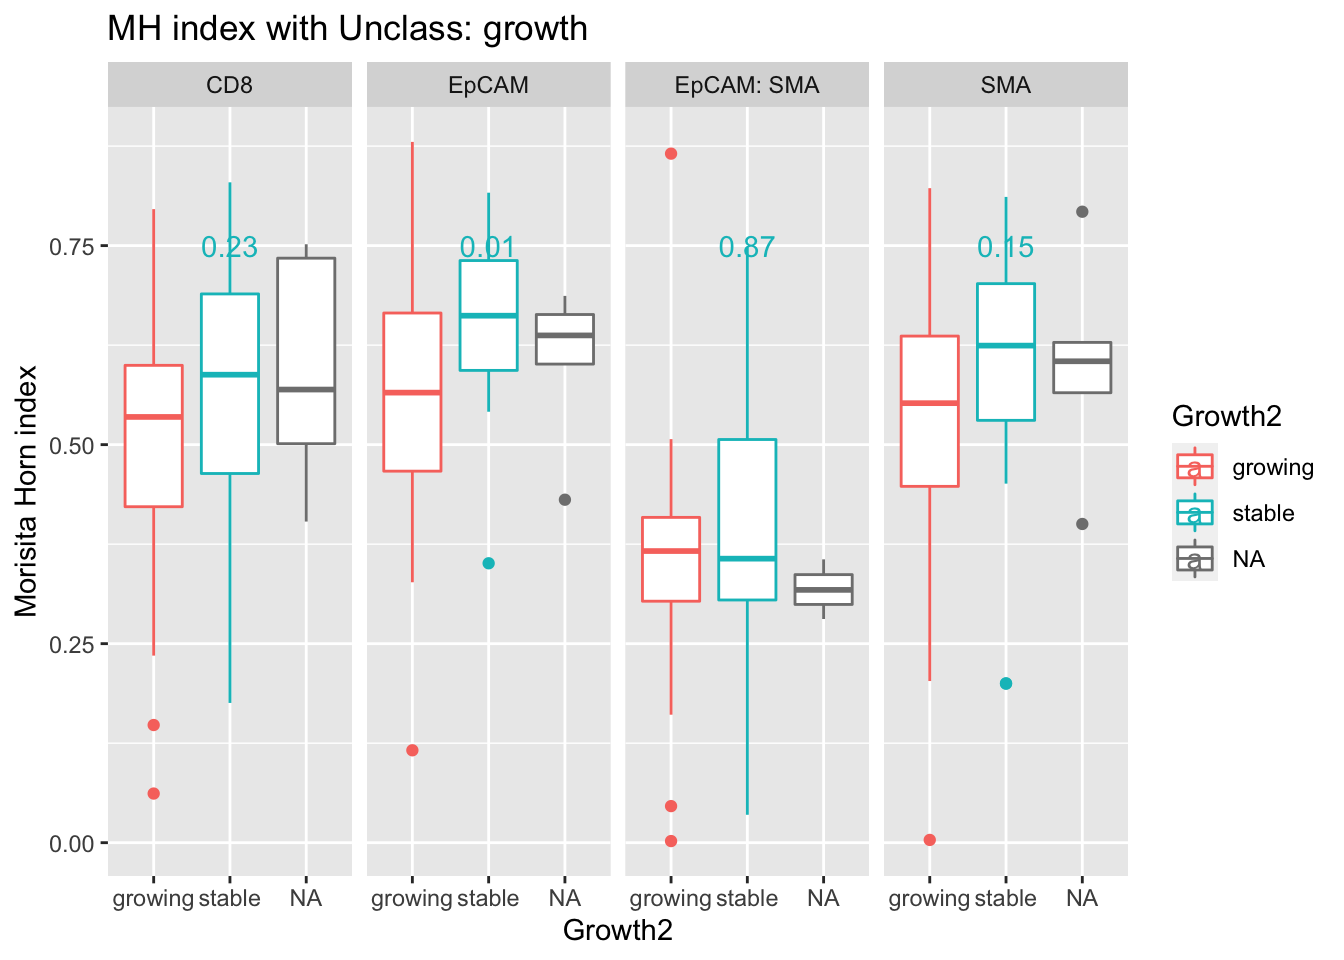 MH index with Unclass: growth
CD8 EpCAM EpCAM: SMA SMA
0.75
0.50
0.25
0.00
0.23 0.01 0.87 0.15
Morisita Horn index
growing stable NA growing stable NA growing stable NA growing stable NA
Growth2
Growth2
a growing
a stable
a NA